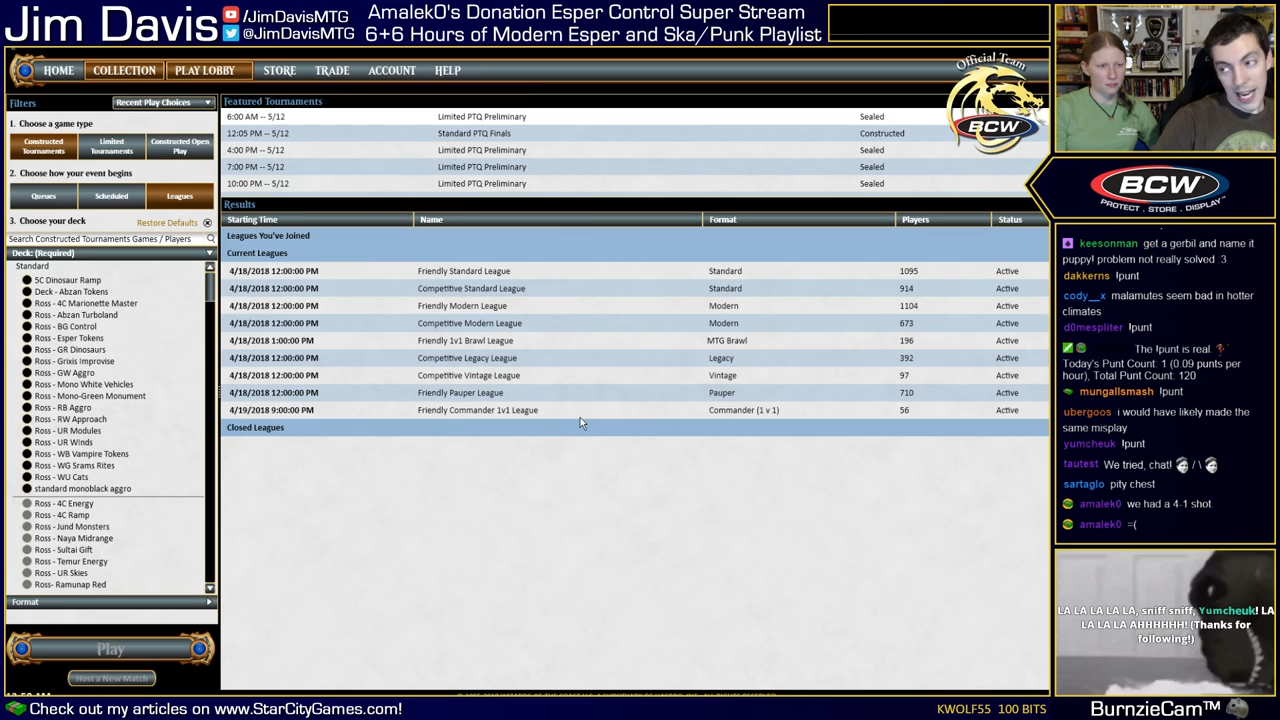 Jim Davis
/JimDavisMTG
@JimDavisMTG
Amalek0's Donation Esper Control Super Stream
6+6 Hours of Modern Esper and Ska/Punk Playlist
HOME COLLECTION PLAY LOBBY STORE TRADE ACCOUNT HELP
Official Team
BCW
Filters Recent Play Choices
1. Choose a game type
Constructed Tournaments Limited Tournaments Constructed Open Play
2. Choose how your event begins
Queues Scheduled Leagues
3. Choose your deck Restore Defaults
Search Constructed Tournaments Games / Players
Deck: (Required)
Standard
5C Dinosaur Ramp
Deck - Abzan Tokens
Ross - 4C Marionette Master
Ross - Abzan Turboland
Ross - BG Control
Ross - Esper Tokens
Ross - GR Dinosaurs
Ross - Grixis Improvise
Ross - GW Aggro
Ross - Mono White Vehicles
Ross - Mono-Green Monument
Ross - RB Aggro
Ross - RW Approach
Ross - UR Modules
Ross - UR Winds
Ross - WB Vampire Tokens
Ross - WG Srams Rites
Ross - WU Cats
standard monoblack aggro
Ross - 4C Energy
Ross - 4C Ramp
Ross - Jund Monsters
Ross - Naya Midrange
Ross - Sultai Gift
Ross - Temur Energy
Ross - UR Skies
Ross- Ramunap Red
Format
Play
Host a New Match
Featured Tournaments
6:00 AM -- 5/12 Limited PTQ Preliminary Sealed
12:05 PM -- 5/12 Standard PTQ Finals Constructed
4:00 PM -- 5/12 Limited PTQ Preliminary Sealed
7:00 PM -- 5/12 Limited PTQ Preliminary Sealed
10:00 PM -- 5/12 Limited PTQ Preliminary Sealed
Results
Starting Time Name Format Players Status
Leagues You've Joined
Current Leagues
4/18/2018 12:00:00 PM Friendly Standard League Standard 1095 Active
4/18/2018 12:00:00 PM Competitive Standard League Standard 914 Active
4/18/2018 12:00:00 PM Friendly Modern League Modern 1104 Active
4/18/2018 12:00:00 PM Competitive Modern League Modern 673 Active
4/18/2018 1:00:00 PM Friendly 1v1 Brawl League MTG Brawl 196 Active
4/18/2018 12:00:00 PM Competitive Legacy League Legacy 392 Active
4/18/2018 12:00:00 PM Competitive Vintage League Vintage 97 Active
4/18/2018 12:00:00 PM Friendly Pauper League Pauper 710 Active
4/19/2018 9:00:00 PM Friendly Commander 1v1 League Commander (1 v 1) 56 Active
Closed Leagues
BCW
PROTECT . STORE . DISPLAY
keesonman get a gerbil and name it
puppy! problem not really solved :3
dakkerns !punt
cody__x malamutes seem bad in hotter
climates
d0mespliter !punt
The !punt is real.
Today's Punt Count: 1 (0.09 punts per
hour), Total Punt Count: 120
mungallsmash !punt
ubergoos i would have likely made the
same misplay
yumcheuk !punt
tautest We tried, chat! / \
sartaglo pity chest
amalek0 we had a 4-1 shot.
amalek0 =(
LA LA LA LA LA, sniff sniff, Yumcheuk! LA
LA LA LA AHHHHHH! (Thanks for
following!)
Check out my articles on www.StarCityGames.com!
KWOLF55 100 BITS
BurnzieCam™